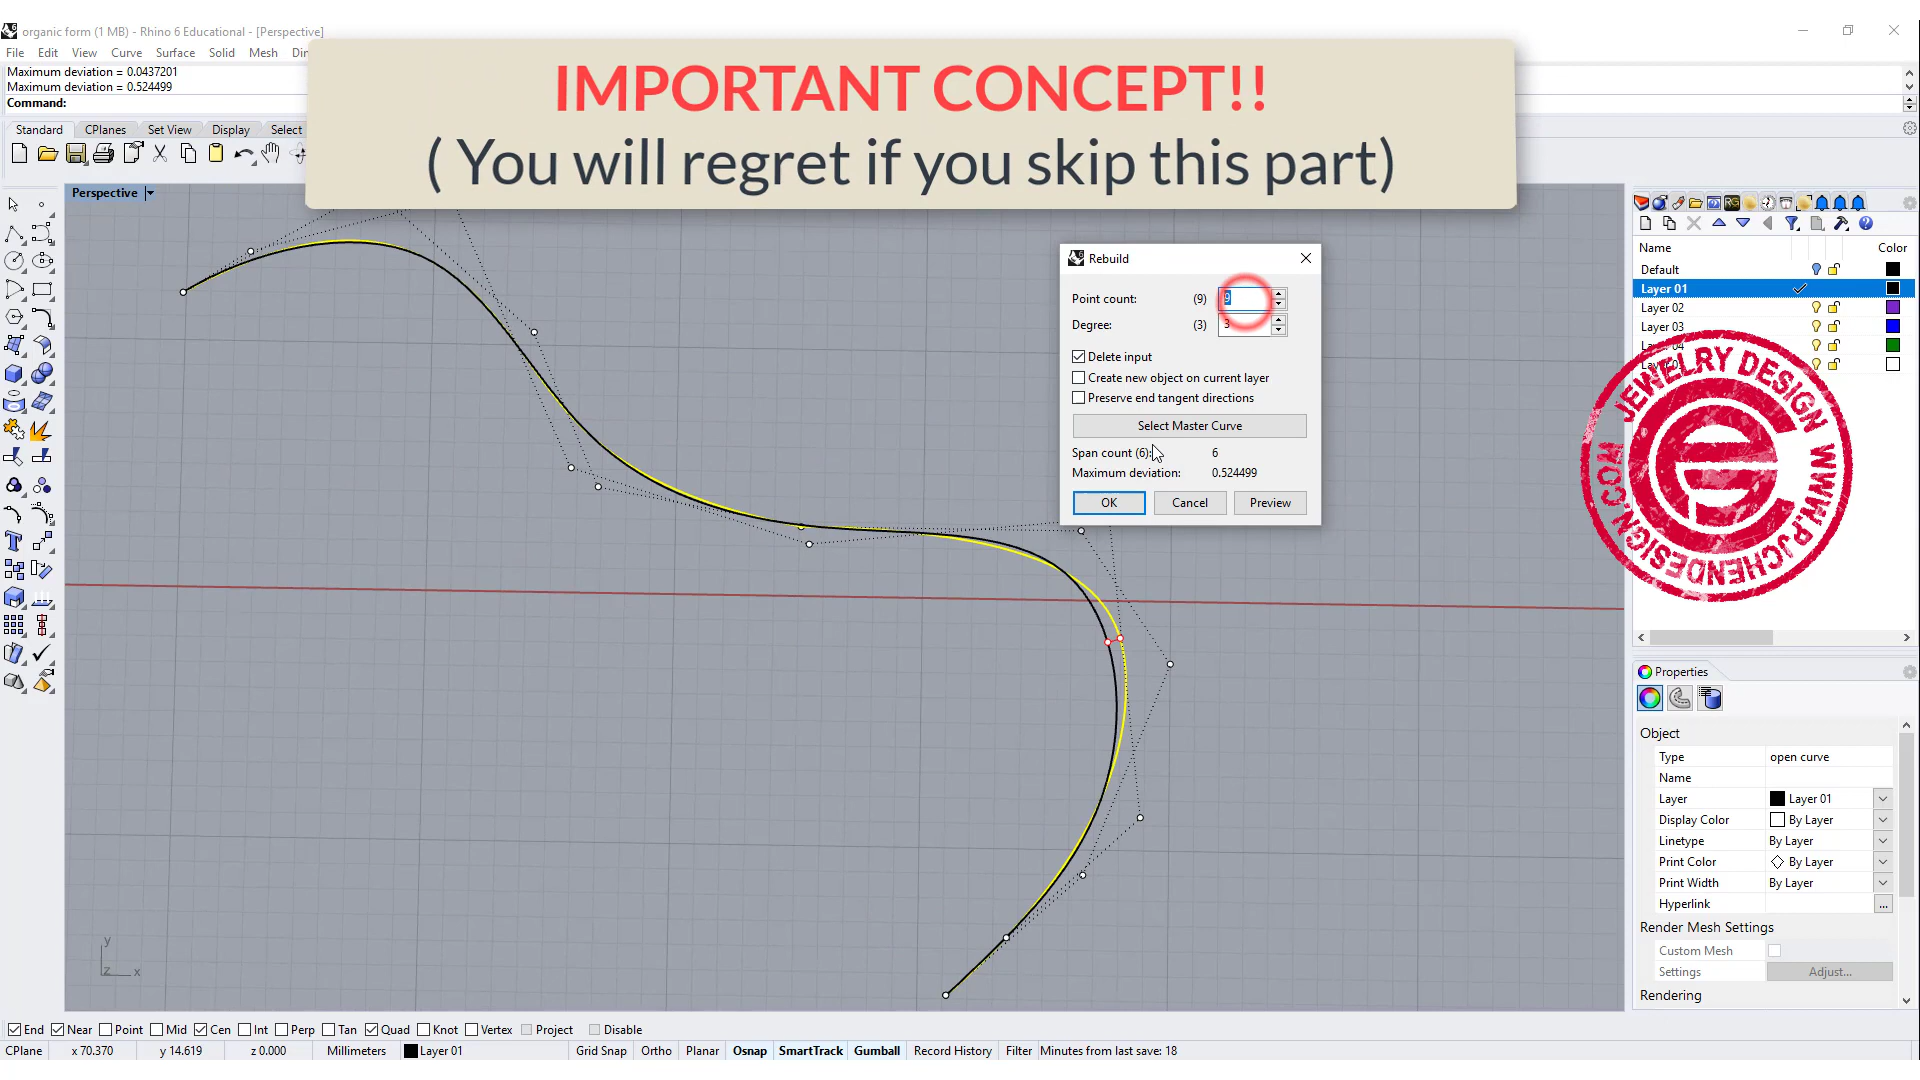 organic form (1 MB) - Rhino 6 Educational - [Perspective]
File Edit View Curve Surface Solid Mesh
IMPORTANT CONCEPT!!
( You will regret if you skip this part)
Maximum deviation = 0.0437201
Maximum deviation = 0.524499
Command:
Standard CPlanes Set View Display Select
Perspective
Rebuild
Point count: (9) 9
Degree: (3) 3
Delete input
Create new object on current layer
Preserve end tangent directions
Select Master Curve
Span count (6): 6
Maximum deviation: 0.524499
OK Cancel Preview
Name Color
Default
Layer 01
Layer 02
Layer 03
JEWELRY DESIGN
WWW.PJCHENDESIGN.COM
Properties
Object
Type open curve
Name
Layer Layer 01
Display Color By Layer
Linetype By Layer
Print Color By Layer
Print Width By Layer
Hyperlink ...
Render Mesh Settings
Custom Mesh
Settings Adjust...
Rendering
y
z x
End Near Point Mid Cen Int Perp Tan Quad Knot Vertex Project Disable
CPlane x 70.370 y 14.619 z 0.000 Millimeters Layer 01 Grid Snap Ortho Planar Osnap SmartTrack Gumball Record History Filter Minutes from last save: 18